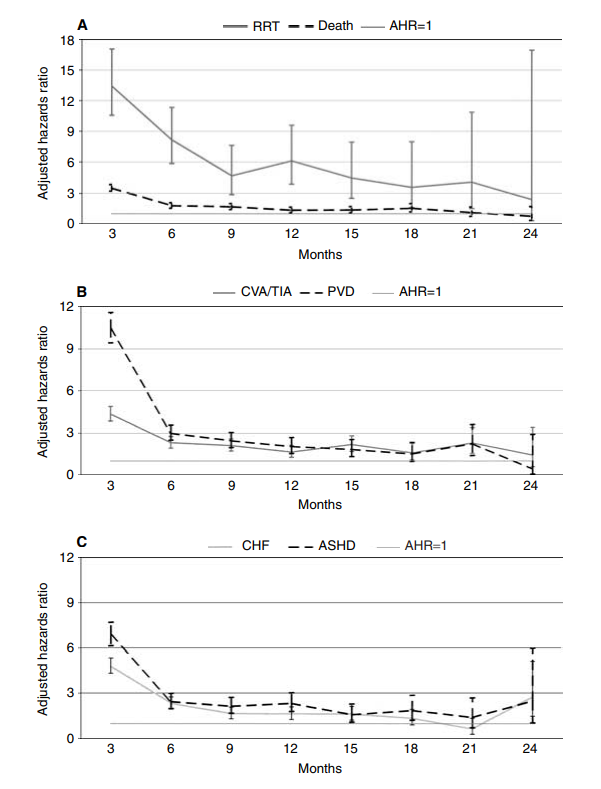 A
RRT Death AHR=1
Adjusted hazards ratio
18
15
12
9
6
3
0
3 6 9 12 15 18 21 24
Months
B
CVA/TIA PVD AHR=1
Adjusted hazards ratio
12
9
6
3
0
3 6 9 12 15 18 21 24
Months
C
CHF ASHD AHR=1
Adjusted hazards ratio
12
9
6
3
0
3 6 9 12 15 18 21 24
Months